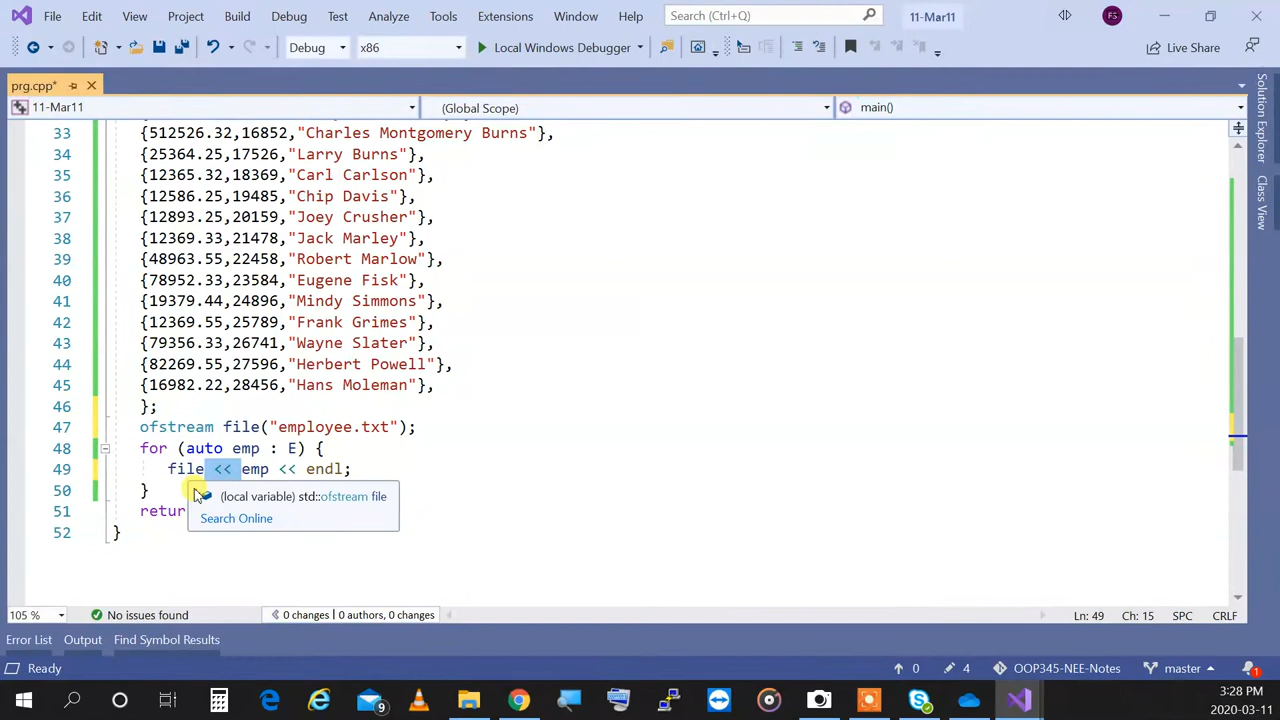 File Edit View Project Build Debug Test Analyze Tools Extensions Window Help Search (Ctrl+Q) 11-Mar11 FS
Debug x86 Local Windows Debugger Live Share
prg.cpp*
11-Mar11 (Global Scope) main()
33 {512526.32,16852,"Charles Montgomery Burns"},
34 {25364.25,17526,"Larry Burns"},
35 {12365.32,18369,"Carl Carlson"},
36 {12586.25,19485,"Chip Davis"},
37 {12893.25,20159,"Joey Crusher"},
38 {12369.33,21478,"Jack Marley"},
39 {48963.55,22458,"Robert Marlow"},
40 {78952.33,23584,"Eugene Fisk"},
41 {19379.44,24896,"Mindy Simmons"},
42 {12369.55,25789,"Frank Grimes"},
43 {79356.33,26741,"Wayne Slater"},
44 {82269.55,27596,"Herbert Powell"},
45 {16982.22,28456,"Hans Moleman"},
46 };
47 ofstream file("employee.txt");
48 for (auto emp : E) {
49 file << emp << endl;
50 }
(local variable) std::ofstream file
51 retur
Search Online
52 }
Solution Explorer
Class View
105 % No issues found 0 changes | 0 authors, 0 changes Ln: 49 Ch: 15 SPC CRLF
Error List Output Find Symbol Results
Ready 0 4 OOP345-NEE-Notes master 1
9
3:28 PM
2020-03-11